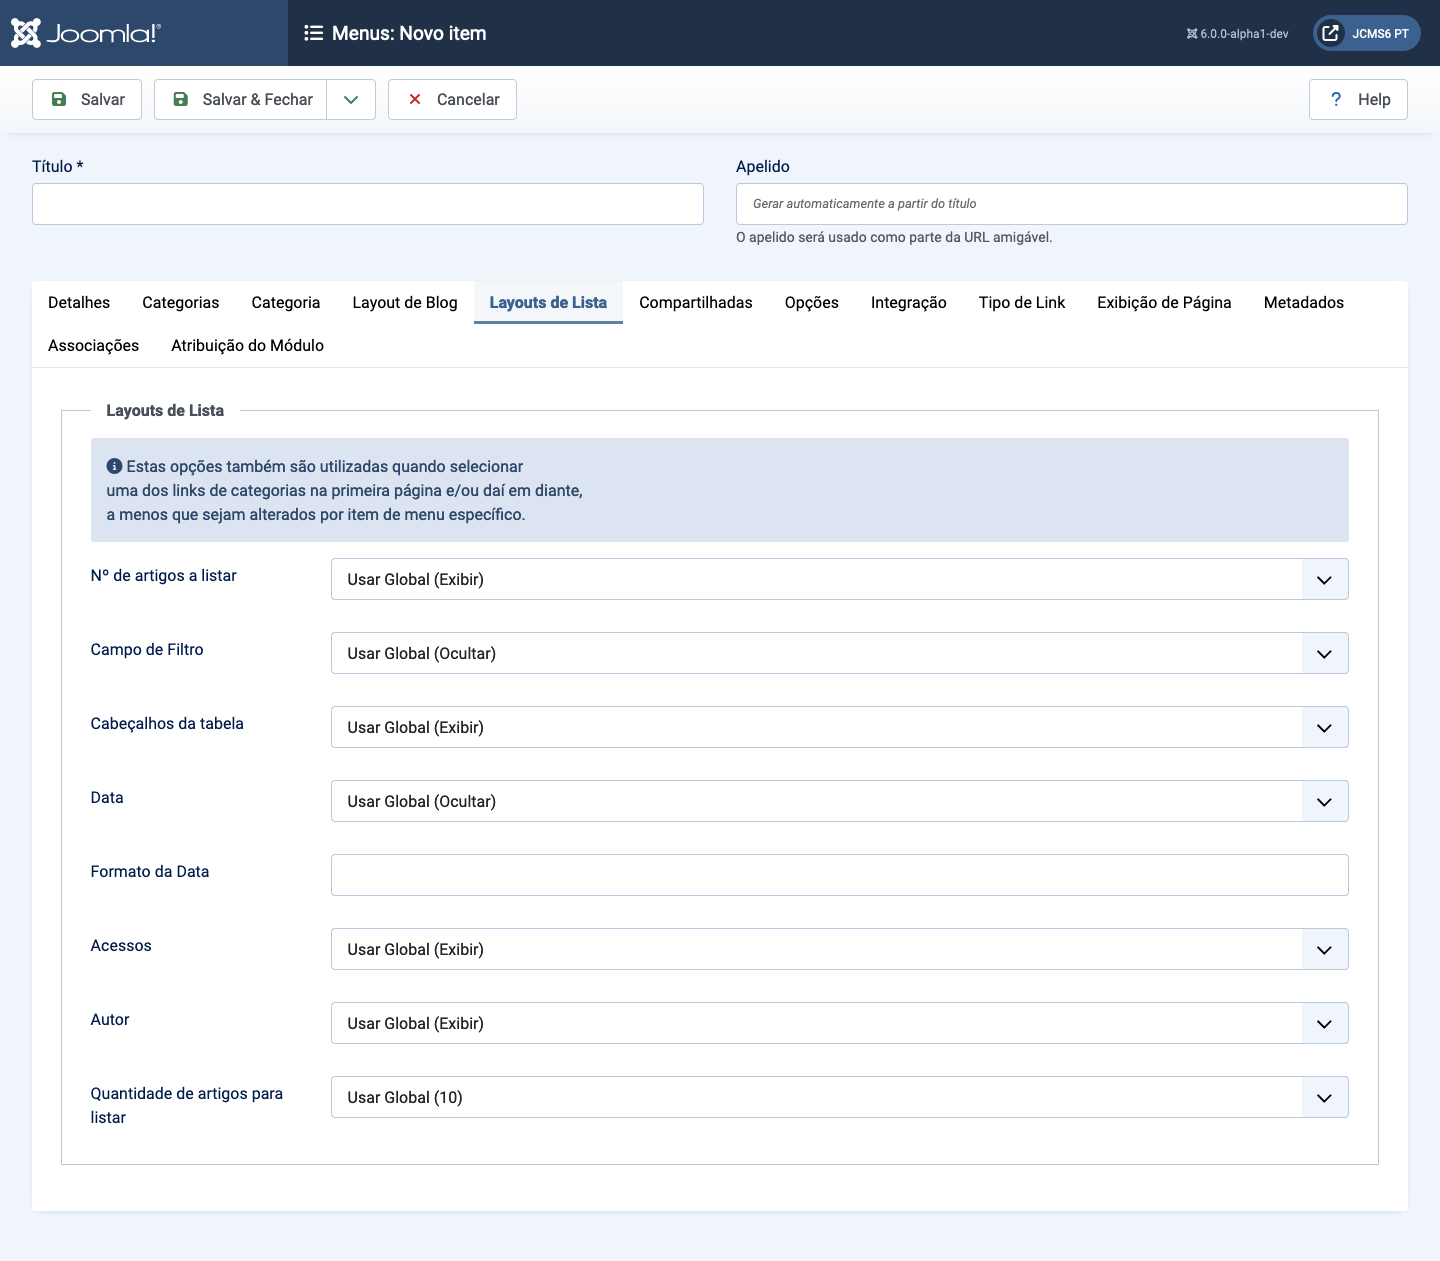 Joomla!®
Menus: Novo item
6.0.0-alpha1-dev
JCMS6 PT
Salvar
Salvar & Fechar
Cancelar
? Help
Título *
Apelido
Gerar automaticamente a partir do título
O apelido será usado como parte da URL amigável.
Detalhes Categorias Categoria Layout de Blog Layouts de Lista Compartilhadas Opções Integração Tipo de Link Exibição de Página Metadados
Associações Atribuição do Módulo
Layouts de Lista
Estas opções também são utilizadas quando selecionar
uma dos links de categorias na primeira página e/ou daí em diante,
a menos que sejam alterados por item de menu específico.
Nº de artigos a listar
Usar Global (Exibir)
Campo de Filtro
Usar Global (Ocultar)
Cabeçalhos da tabela
Usar Global (Exibir)
Data
Usar Global (Ocultar)
Formato da Data
Acessos
Usar Global (Exibir)
Autor
Usar Global (Exibir)
Quantidade de artigos para
listar
Usar Global (10)